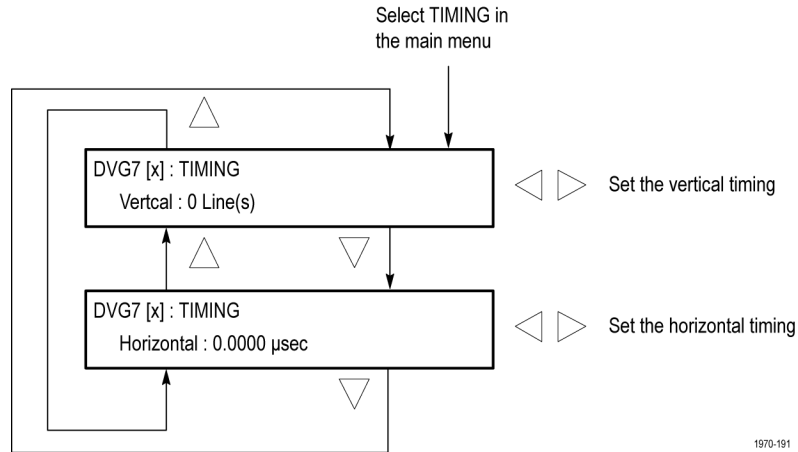 Select TIMING in
the main menu
DVG7 [x] : TIMING
Vertcal : 0 Line(s)
Set the vertical timing
DVG7 [x] : TIMING
Horizontal : 0.0000 μsec
Set the horizontal timing
1970-191